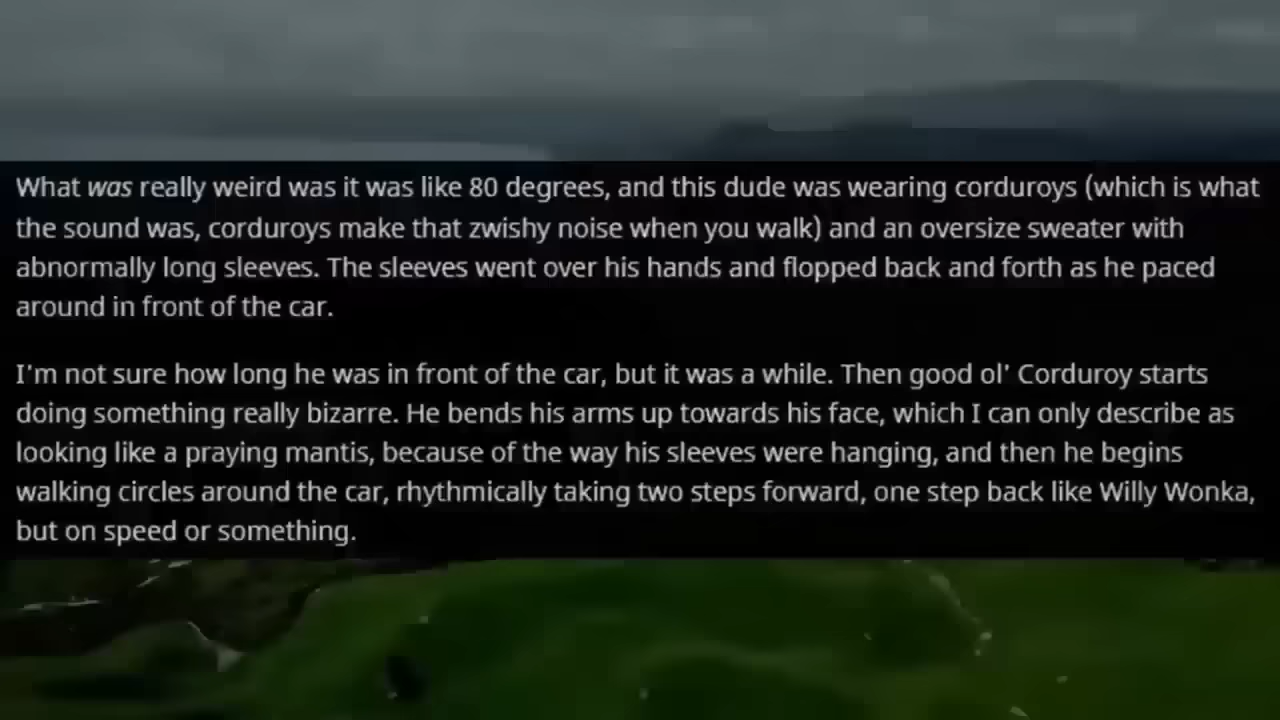 What was really weird was it was like 80 degrees, and this dude was wearing corduroys (which is what
the sound was, corduroys make that zwishy noise when you walk) and an oversize sweater with
abnormally long sleeves. The sleeves went over his hands and flopped back and forth as he paced
around in front of the car.
I'm not sure how long he was in front of the car, but it was a while. Then good ol' Corduroy starts
doing something really bizarre. He bends his arms up towards his face, which I can only describe as
looking like a praying mantis, because of the way his sleeves were hanging, and then he begins
walking circles around the car, rhythmically taking two steps forward, one step back like Willy Wonka,
but on speed or something.